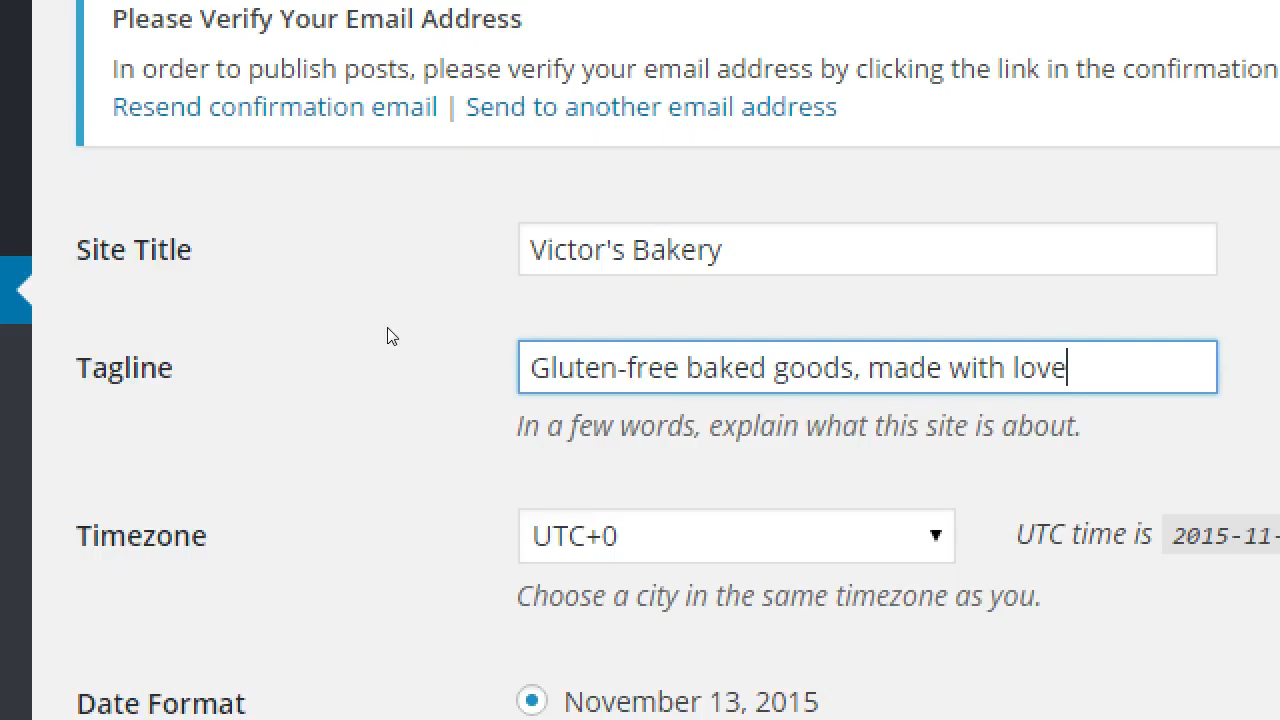 Please Verify Your Email Address
In order to publish posts, please verify your email address by clicking the link in the confirmation
Resend confirmation email | Send to another email address
Site Title Victor's Bakery
Tagline Gluten-free baked goods, made with love
In a few words, explain what this site is about.
Timezone UTC+0 UTC time is 2015-11-
Choose a city in the same timezone as you.
Date Format November 13, 2015